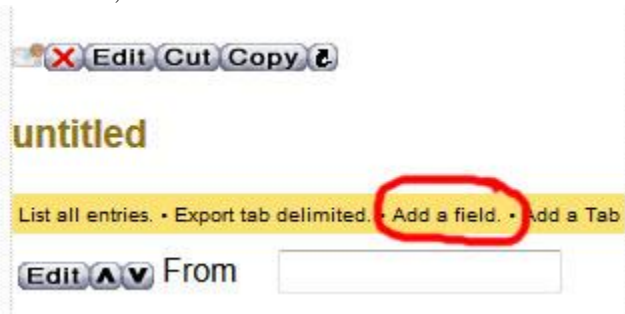 Edit Cut Copy
untitled
List all entries. • Export tab delimited. • Add a field. • Add a Tab
Edit From